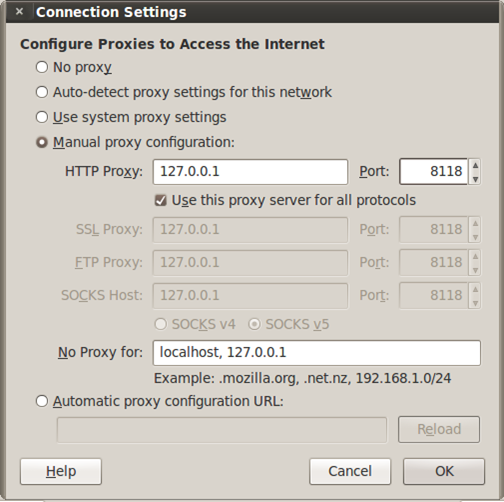 Connection Settings
Configure Proxies to Access the Internet
No proxy
Auto-detect proxy settings for this network
Use system proxy settings
Manual proxy configuration:
HTTP Proxy: 127.0.0.1 Port: 8118
Use this proxy server for all protocols
SSL Proxy: 127.0.0.1 Port: 8118
FTP Proxy: 127.0.0.1 Port: 8118
SOCKS Host: 127.0.0.1 Port: 8118
SOCKS v4 SOCKS v5
No Proxy for: localhost, 127.0.0.1
Example: .mozilla.org, .net.nz, 192.168.1.0/24
Automatic proxy configuration URL:
Reload
Help Cancel OK